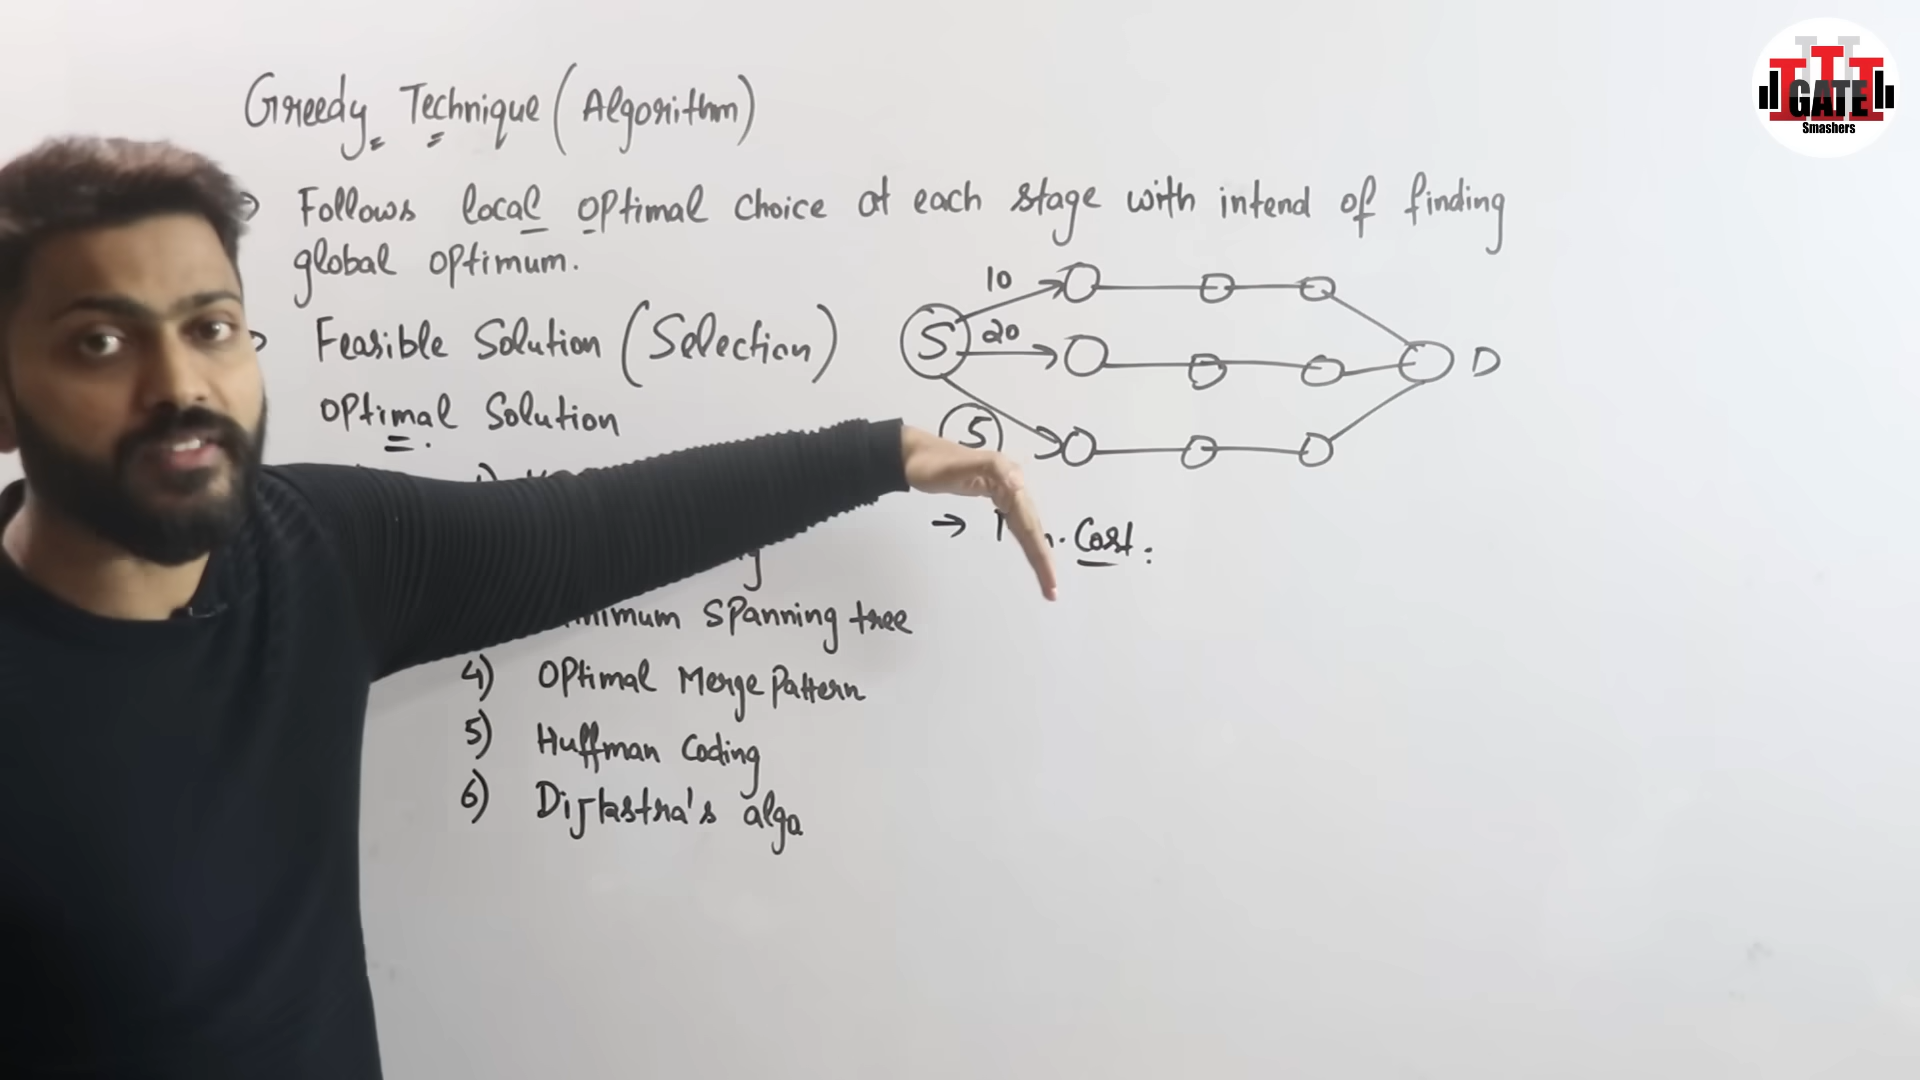 Greedy Technique (Algorithm)
Follows local optimal choice at each stage with intend of finding
global optimum.
Feasible Solution (Selection)
Optimal Solution
1)
Spanning tree
4) Optimal Merge Pattern
5) Huffman Coding
6) Dijkstra's algo
10
S
20
5
D
→ Cost:
GATE
Smashers